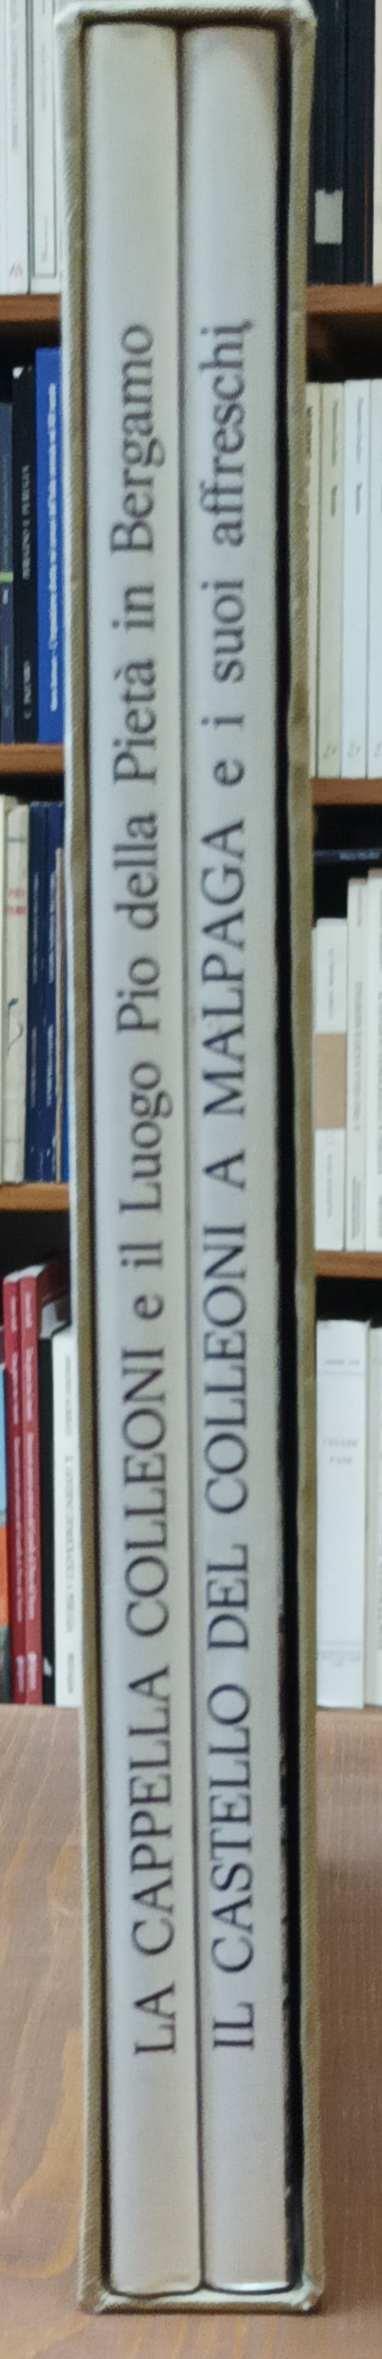 LA CAPPELLA COLLEONI e il Luogo Pio della Pietà in Bergamo
IL CASTELLO DEL COLLEONI A MALPAGA e i suoi affreschi